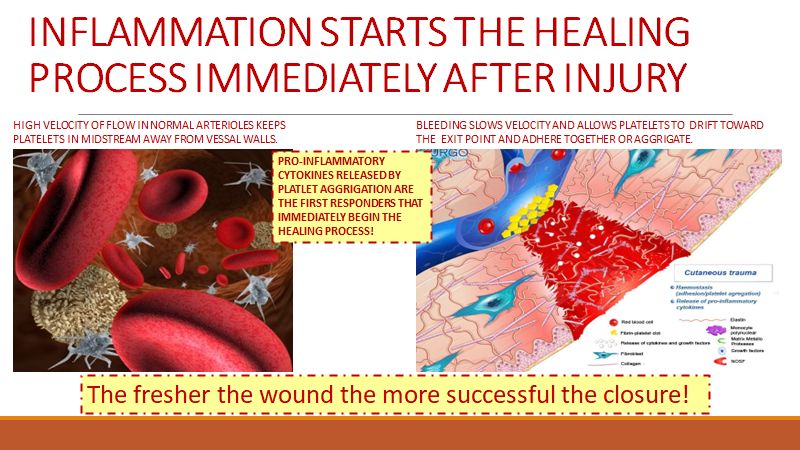 INFLAMMATION STARTS THE HEALING
PROCESS IMMEDIATELY AFTER INJURY
HIGH VELOCITY OF FLOW IN NORMAL ARTERIOLES KEEPS
PLATELETS IN MIDSTREAM AWAY FROM VESSAL WALLS.
BLEEDING SLOWS VELOCITY AND ALLOWS PLATELETS TO DRIFT TOWARD
THE EXIT POINT AND ADHERE TOGETHER OR AGGRIGATE.
URGO
PRO-INFLAMMATORY
CYTOKINES RELEASED BY
PLATLET AGGRIGATION ARE
THE FIRST RESPONDERS THAT
IMMEDIATELY BEGIN THE
HEALING PROCESS!
Cutaneous trauma
Haemostasis
(adhesion/platelet agregation)
Release of pro-inflammatory
cytokines
Red blood cell
Fibrin-platelet clot
Release of cytokines and growth factors
Fibroblast
Collagen
Elastin
Monocyte
polynuclear
Matrix Metallo
Proteases
Growth factors
NOSF
The fresher the wound the more successful the closure!